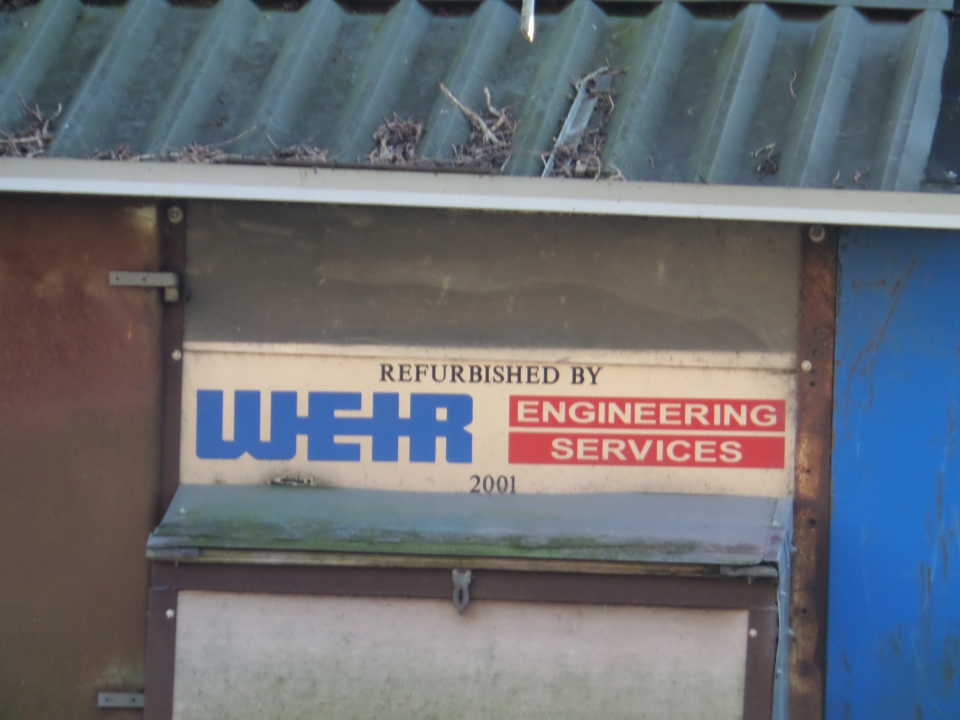 REFURBISHED BY
WEIR
ENGINEERING
SERVICES
2001